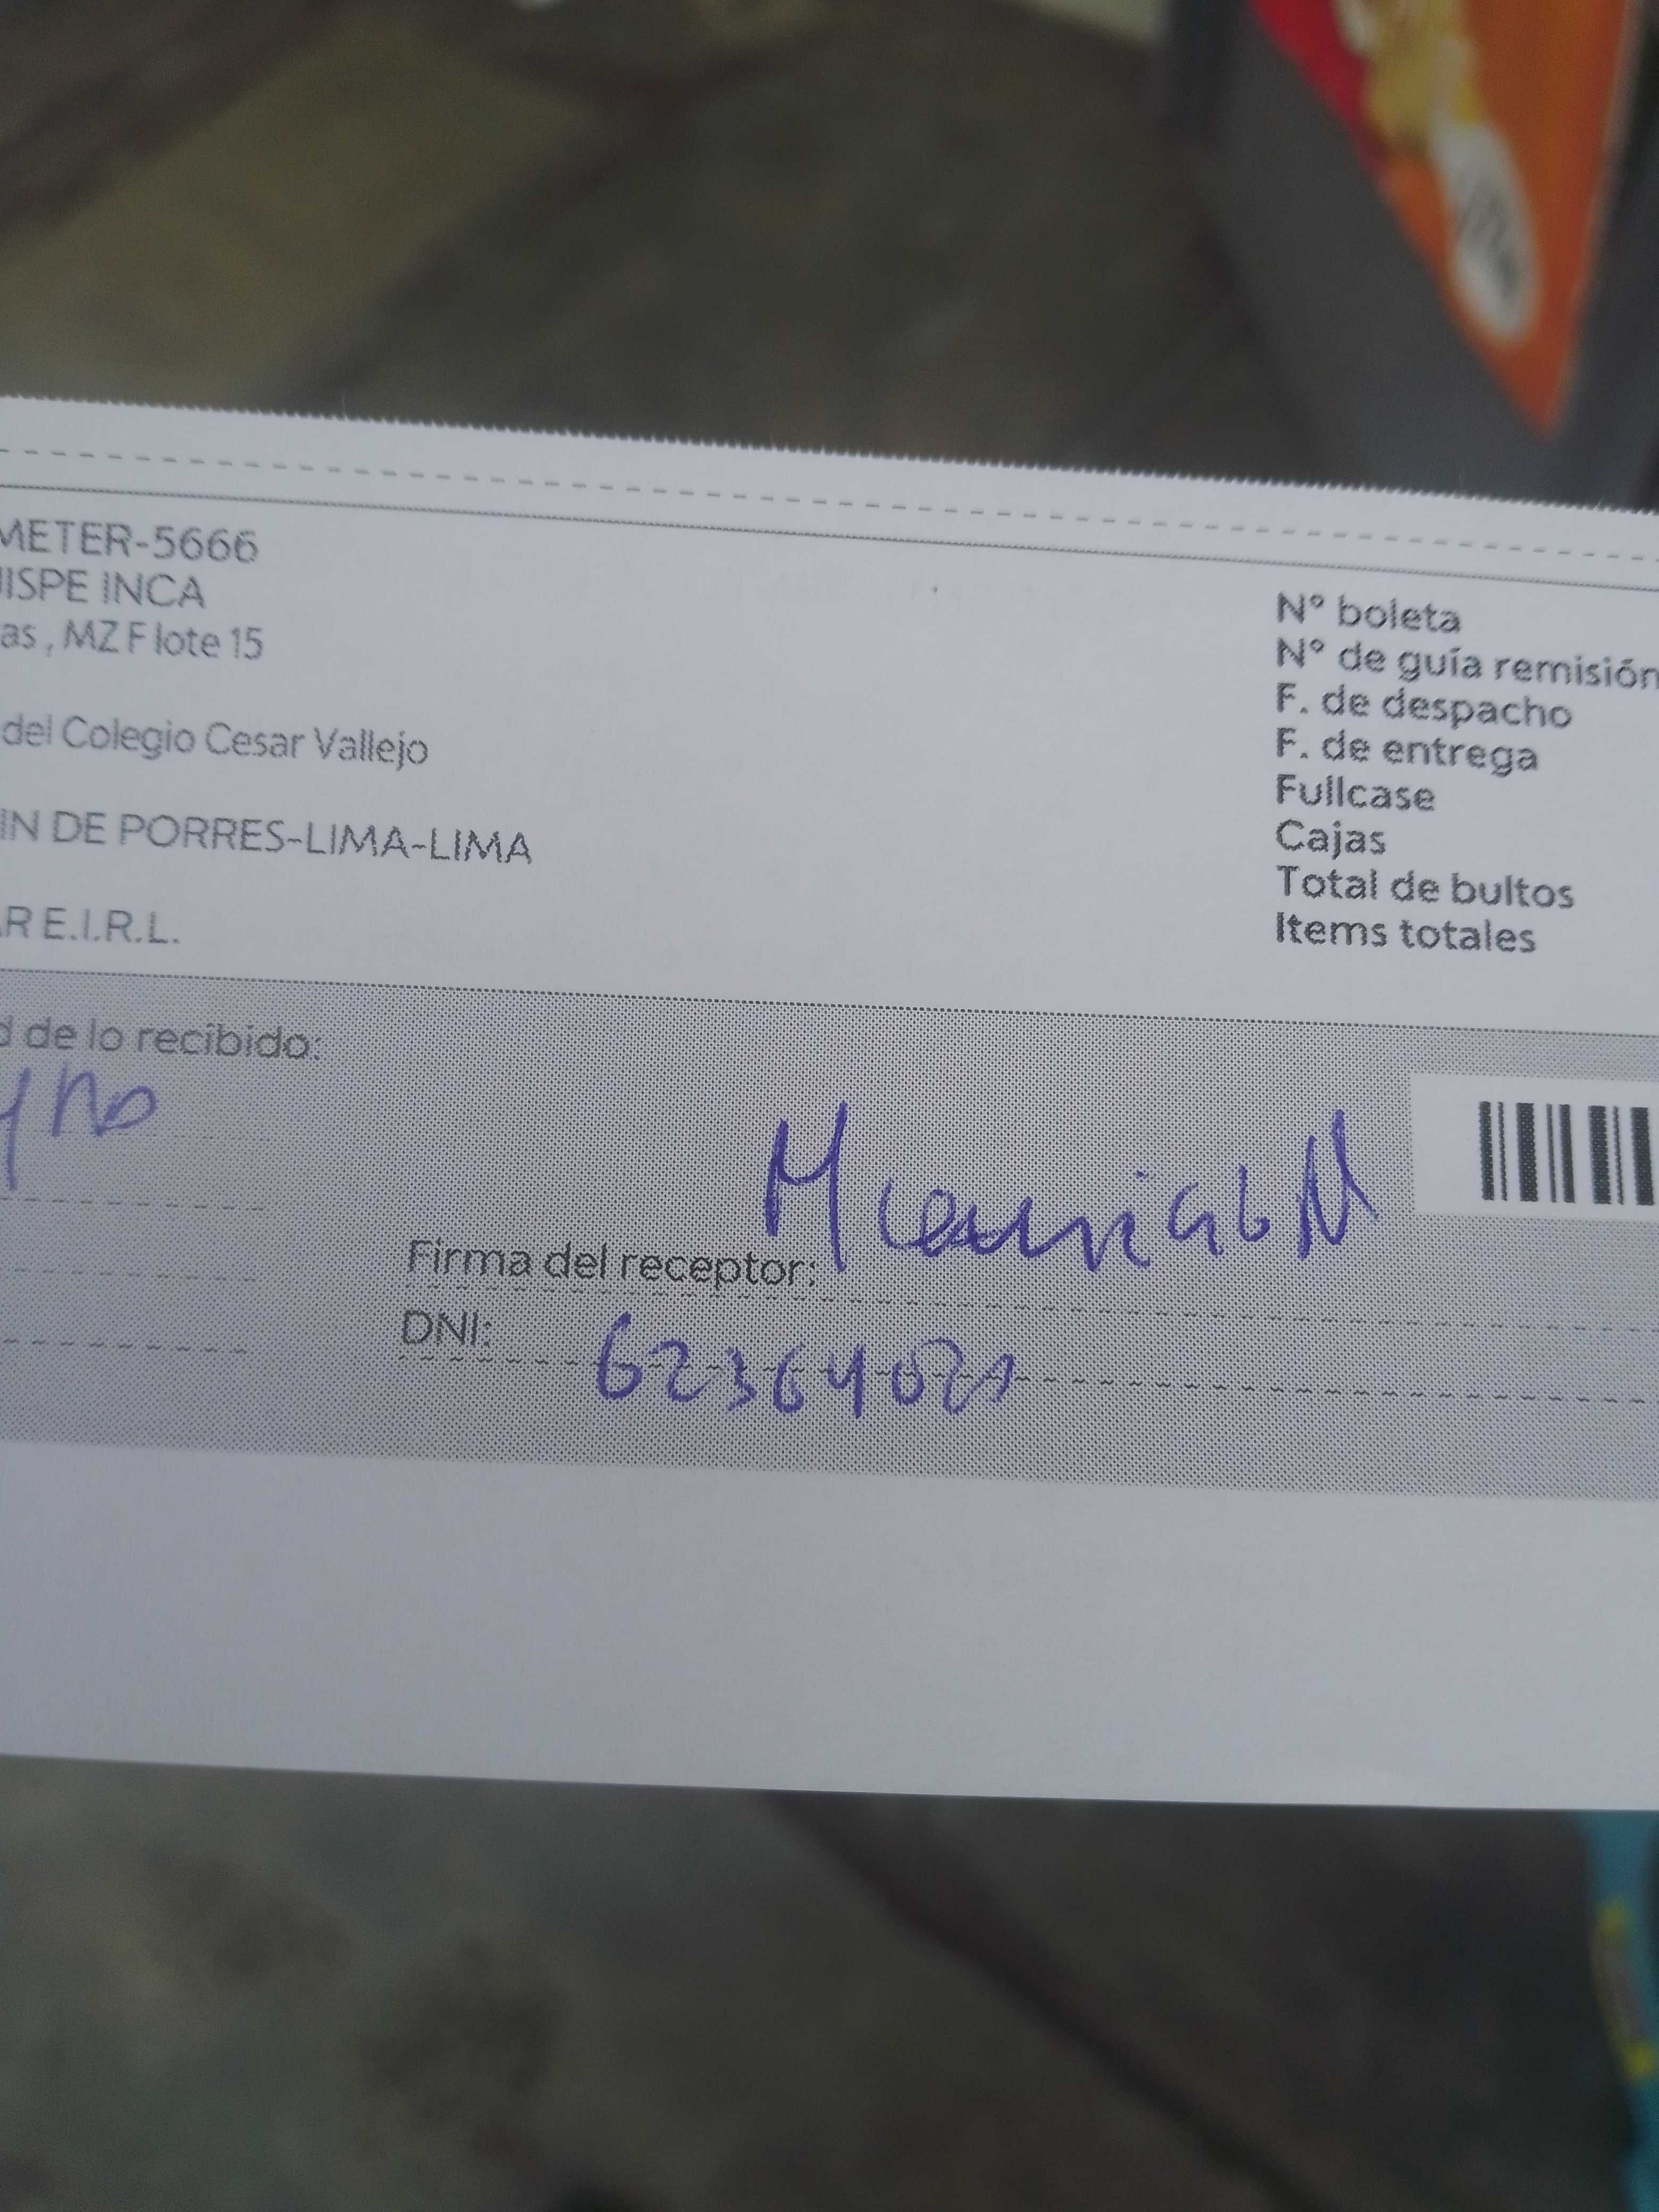 METER-5666
ISPE INCA
as, MZ F lote 15
del Colegio Cesar Vallejo
IN DE PORRES-LIMA-LIMA
R E.I.R.L.
N° boleta
N° de guía remisión
F. de despacho
F. de entrega
Fullcase
Cajas
Total de bultos
Items totales
d de lo recibido:
Firma del receptor:
DNI: